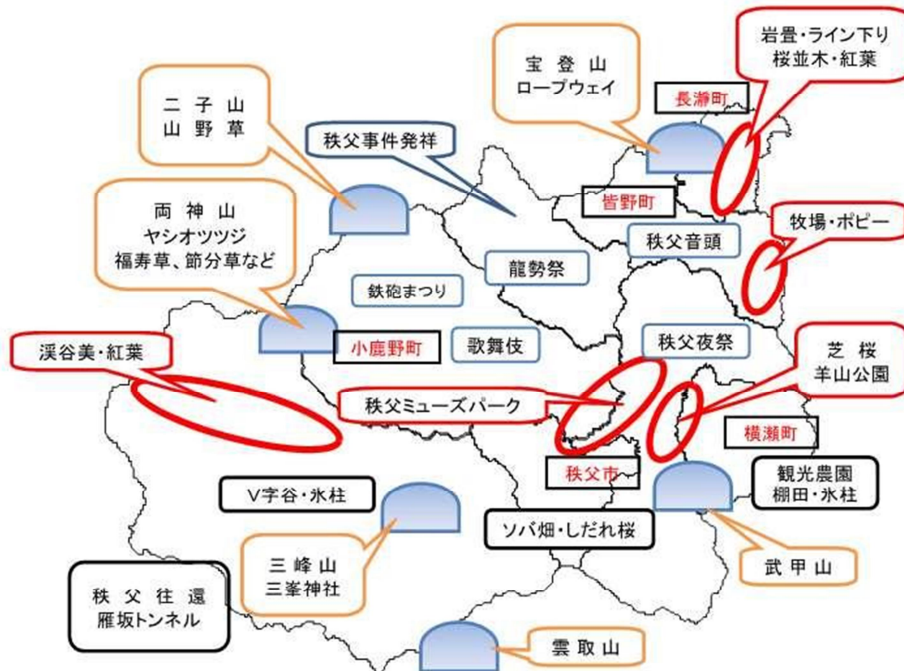 岩畳・ライン下り
桜並木・紅葉
宝登山
ロープウェイ
長瀞町
二子山
山野草
秩父事件発祥
皆野町
両神山
ヤシオツツジ
福寿草、節分草など
秩父音頭
牧場・ポピー
龍勢祭
鉄砲まつり
渓谷美・紅葉
小鹿野町
歌舞伎
秩父夜祭
芝桜
羊山公園
秩父ミューズパーク
横瀬町
秩父市
観光農園
棚田・氷柱
V字谷・氷柱
ソバ畑・しだれ桜
三峰山
三峯神社
武甲山
秩父往還
雁坂トンネル
雲取山